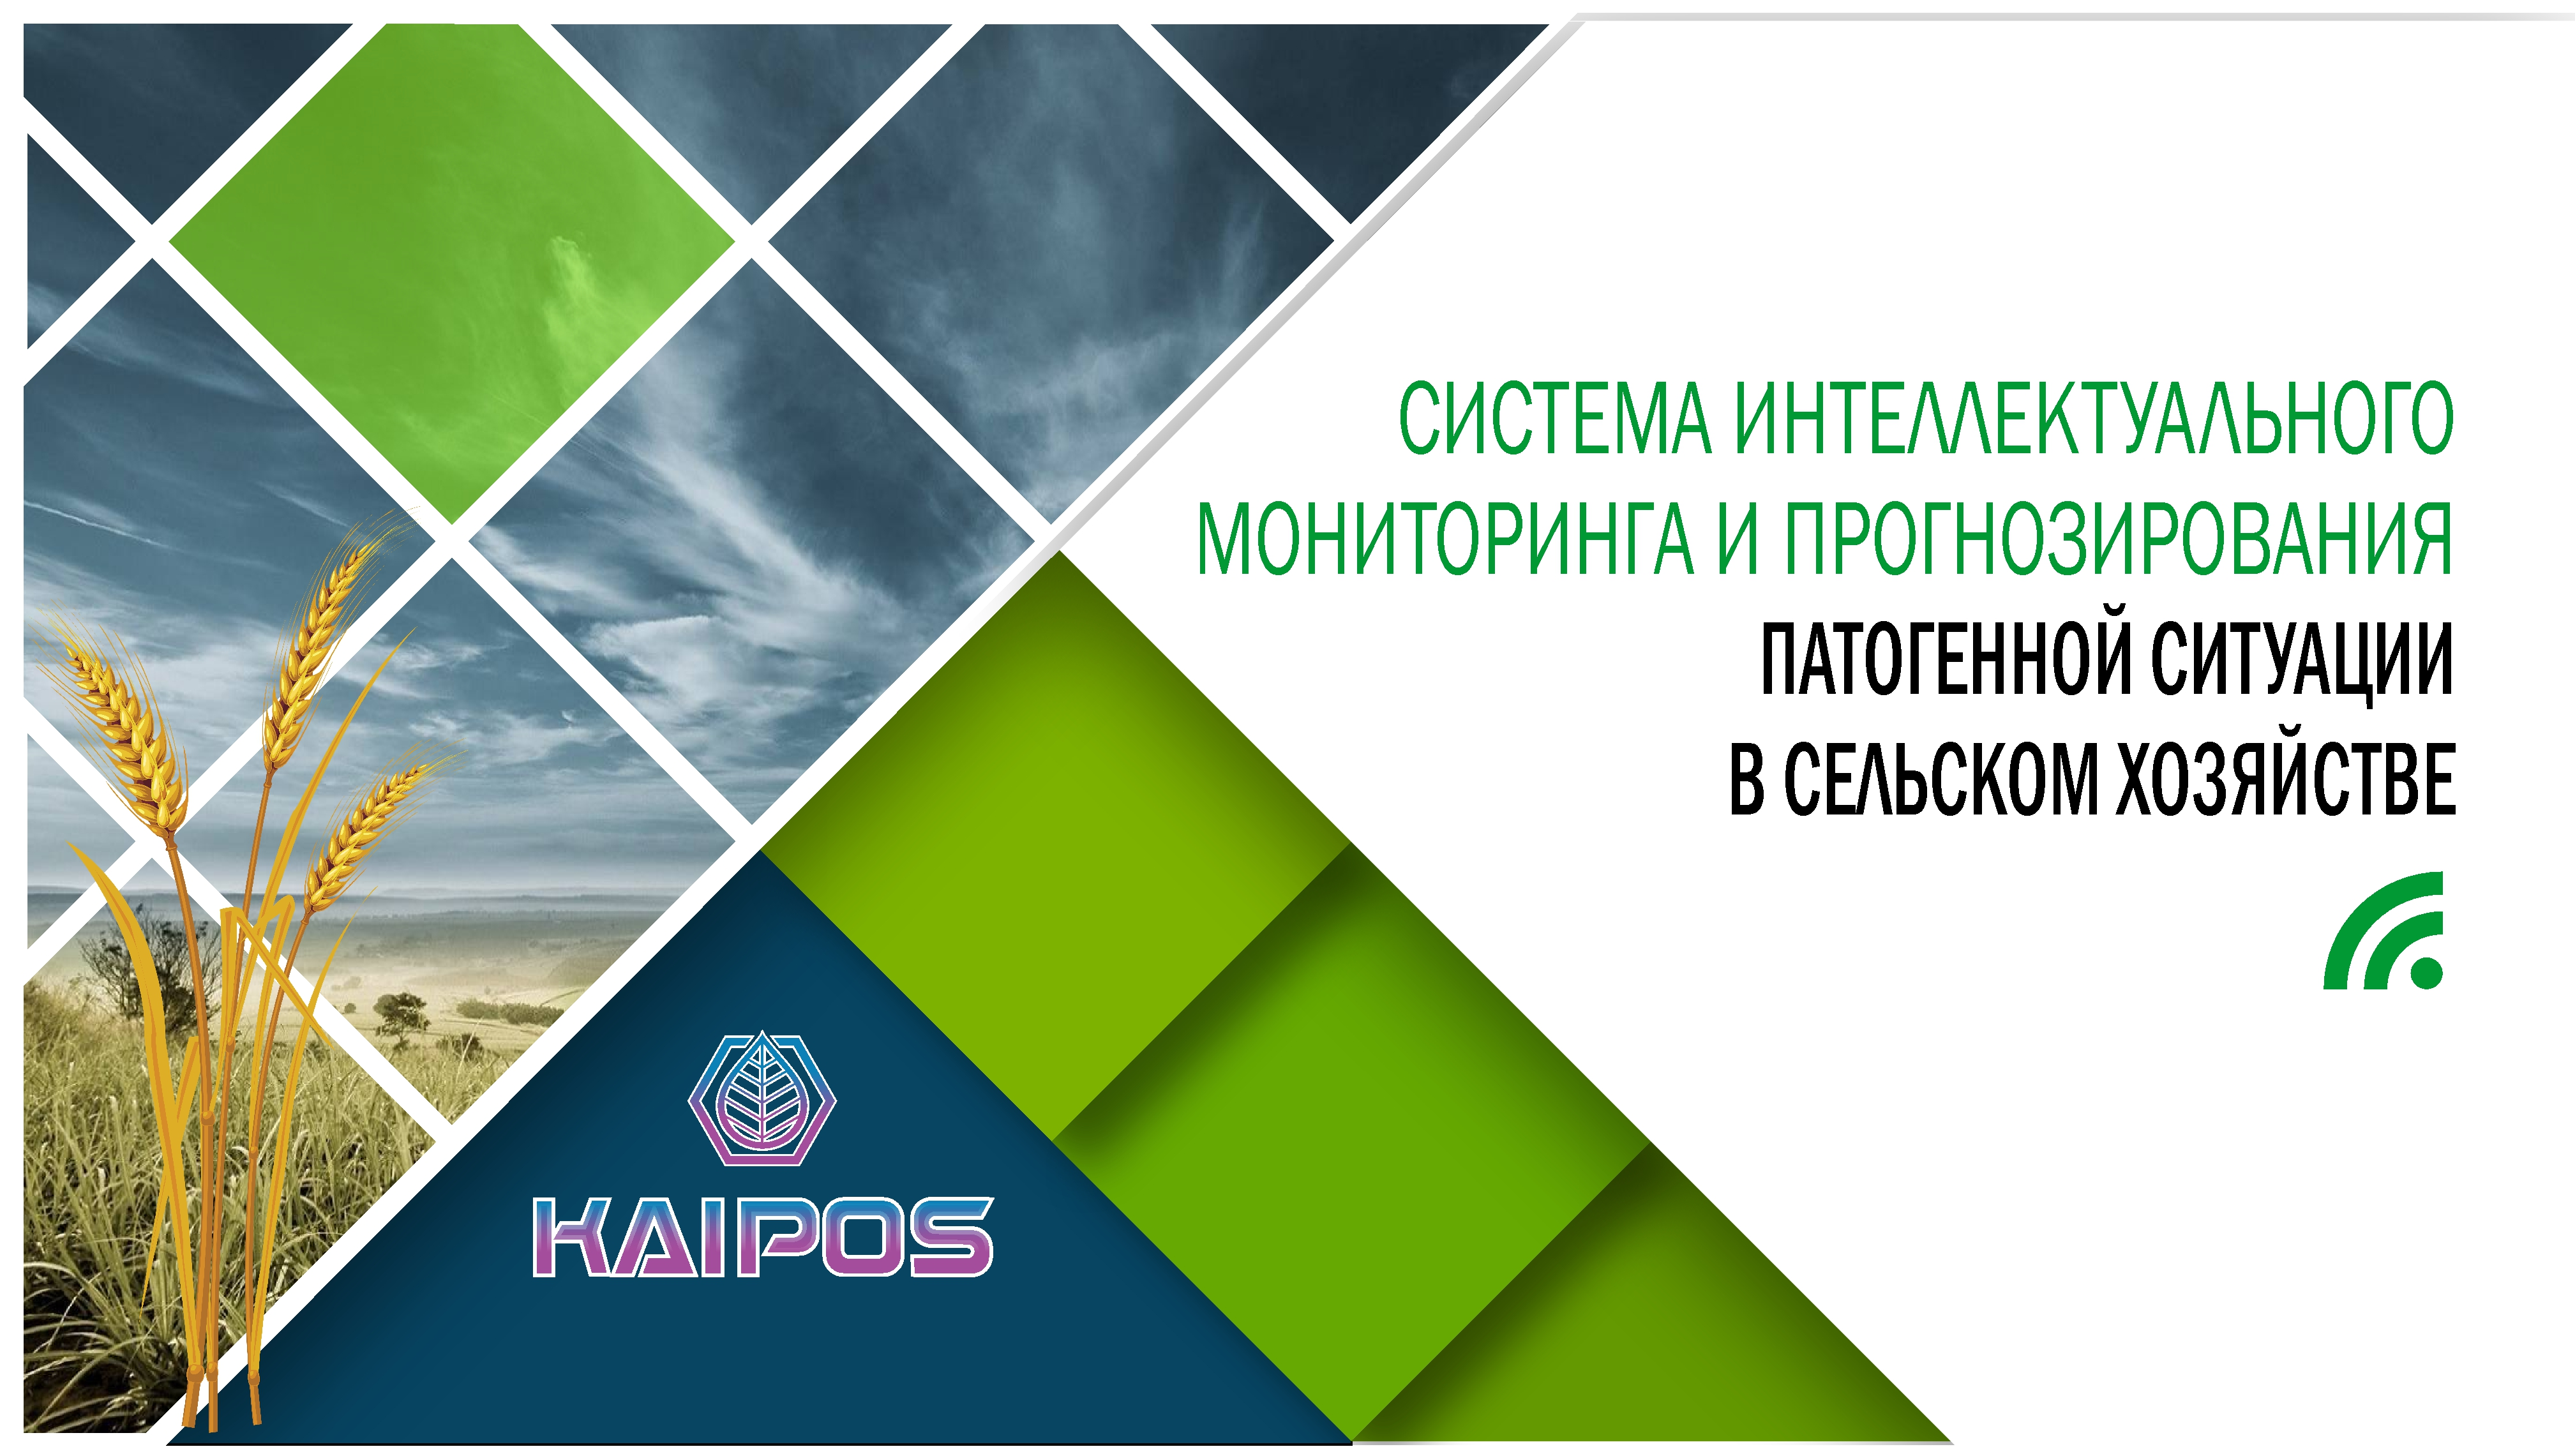 СИСТЕМА ИНТЕЛЛЕКТУАЛЬНОГО
МОНИТОРИНГА И ПРОГНОЗИРОВАНИЯ
ПАТОГЕННОЙ СИТУАЦИИ
В СЕЛЬСКОМ ХОЗЯЙСТВЕ
KAIPOS